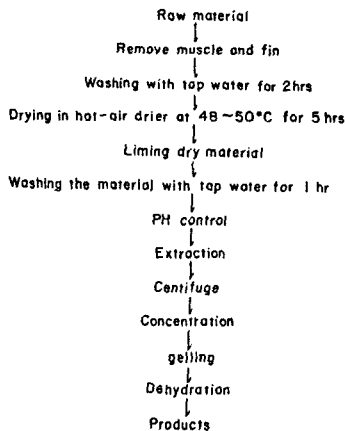 Raw material
Remove muscle and fin
Washing with tap water for 2hrs
Drying in hot-air drier at 48~50°C for 5hrs
Liming dry material
Washing the material with tap water for 1 hr
PH control
Extraction
Centifuge
Concentration
gelling
Dehydration
Products